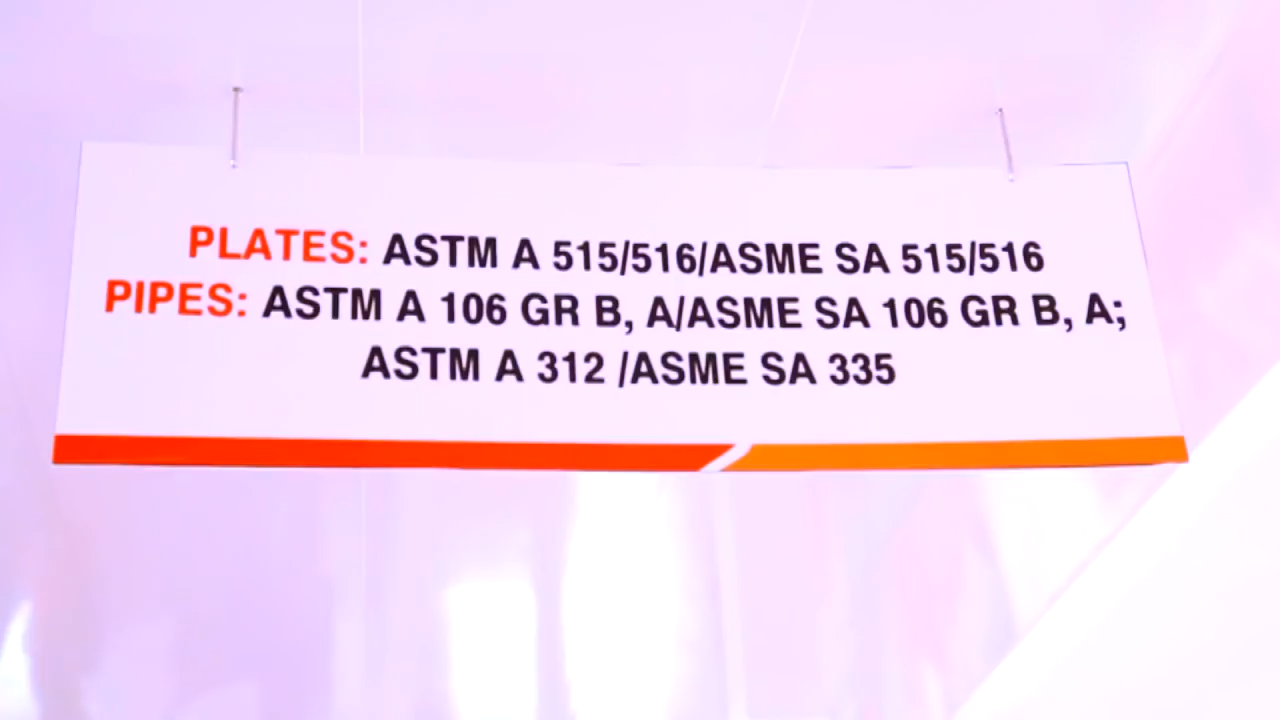 PLATES: ASTM A 515/516/ASME SA 515/516
PIPES: ASTM A 106 GR B, A/ASME SA 106 GR B, A;
ASTM A 312 /ASME SA 335